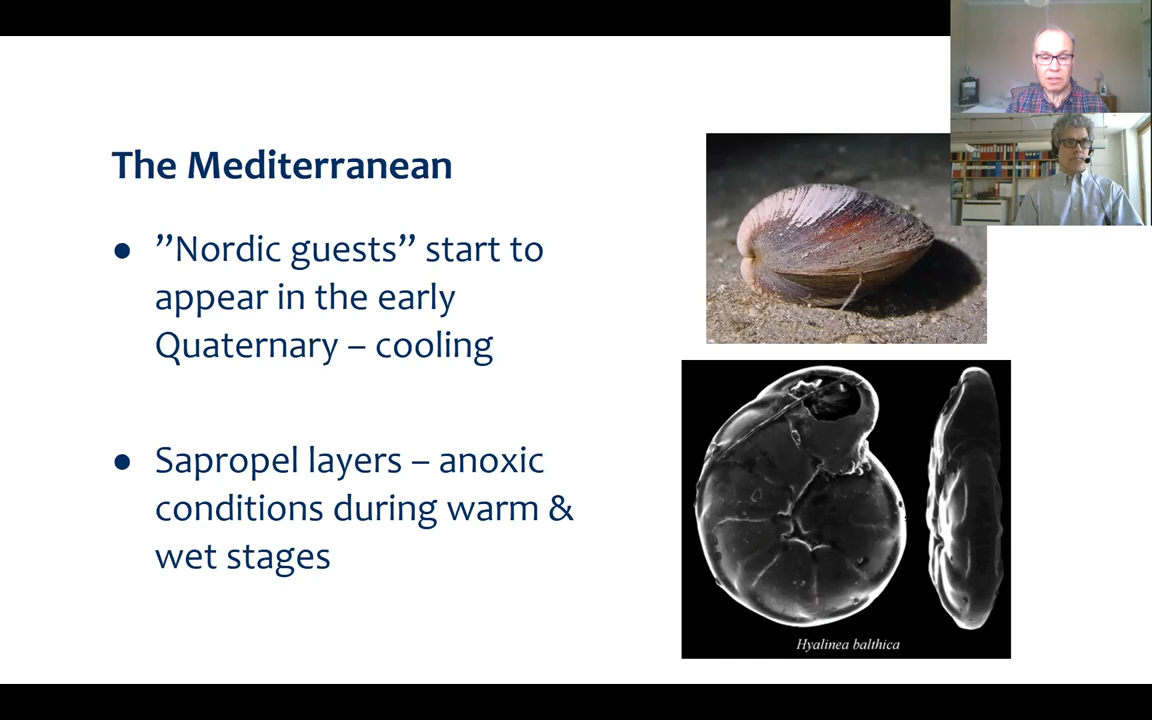 The Mediterranean
● ”Nordic guests” start to
appear in the early
Quaternary – cooling
● Sapropel layers – anoxic
conditions during warm &
wet stages
Hyalinea balthica